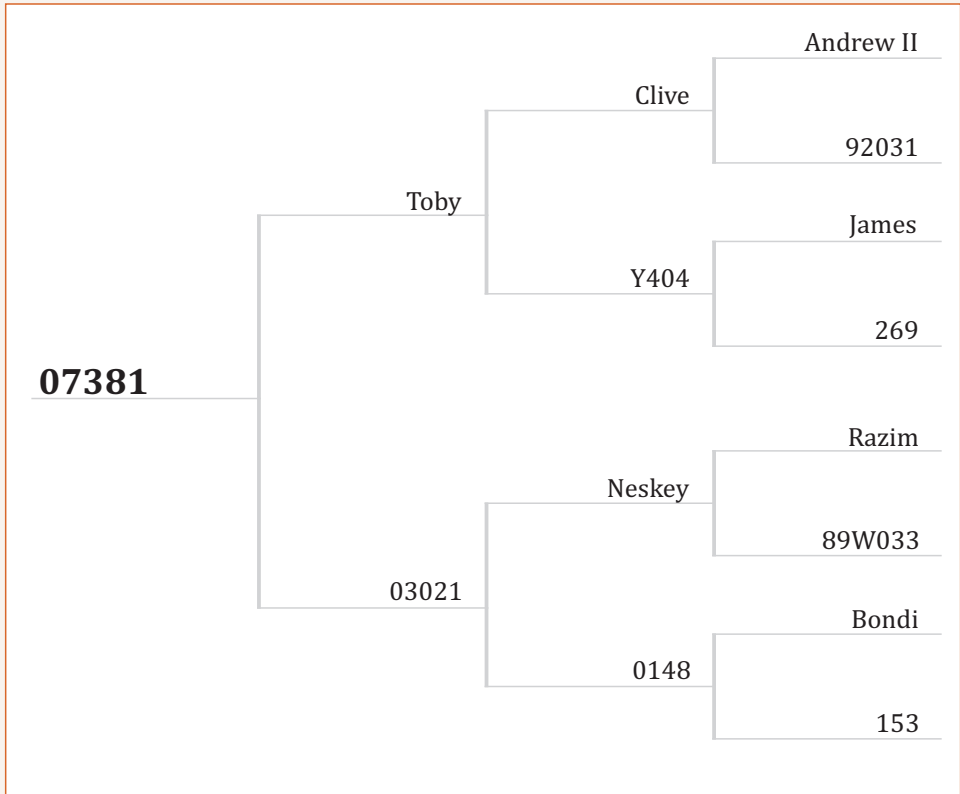 Andrew II
Clive
92031
Toby
James
Y404
269
07381
Razim
Neskey
89W033
03021
Bondi
0148
153